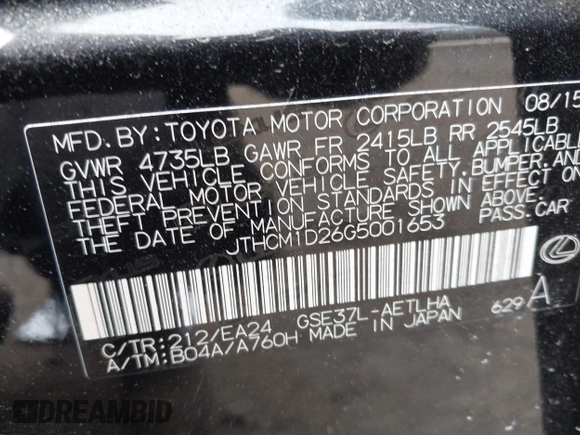 MFD. BY: TOYOTA MOTOR CORPORATION 08/15
GVWR 4735LB GAWR FR 2415LB RR 2545LB
THIS VEHICLE CONFORMS TO ALL APPLICABLE
FEDERAL MOTOR VEHICLE SAFETY, BUMPER, AND
THEFT PREVENTION STANDARDS IN EFFECT ON
THE DATE OF MANUFACTURE SHOWN ABOVE.
JTHCM1D26G5001653 PASS.CAR
C/TR:212/EA24 GSE37L-AETLHA
A/TM:B04A/A760H MADE IN JAPAN 629 A
DREAMBID